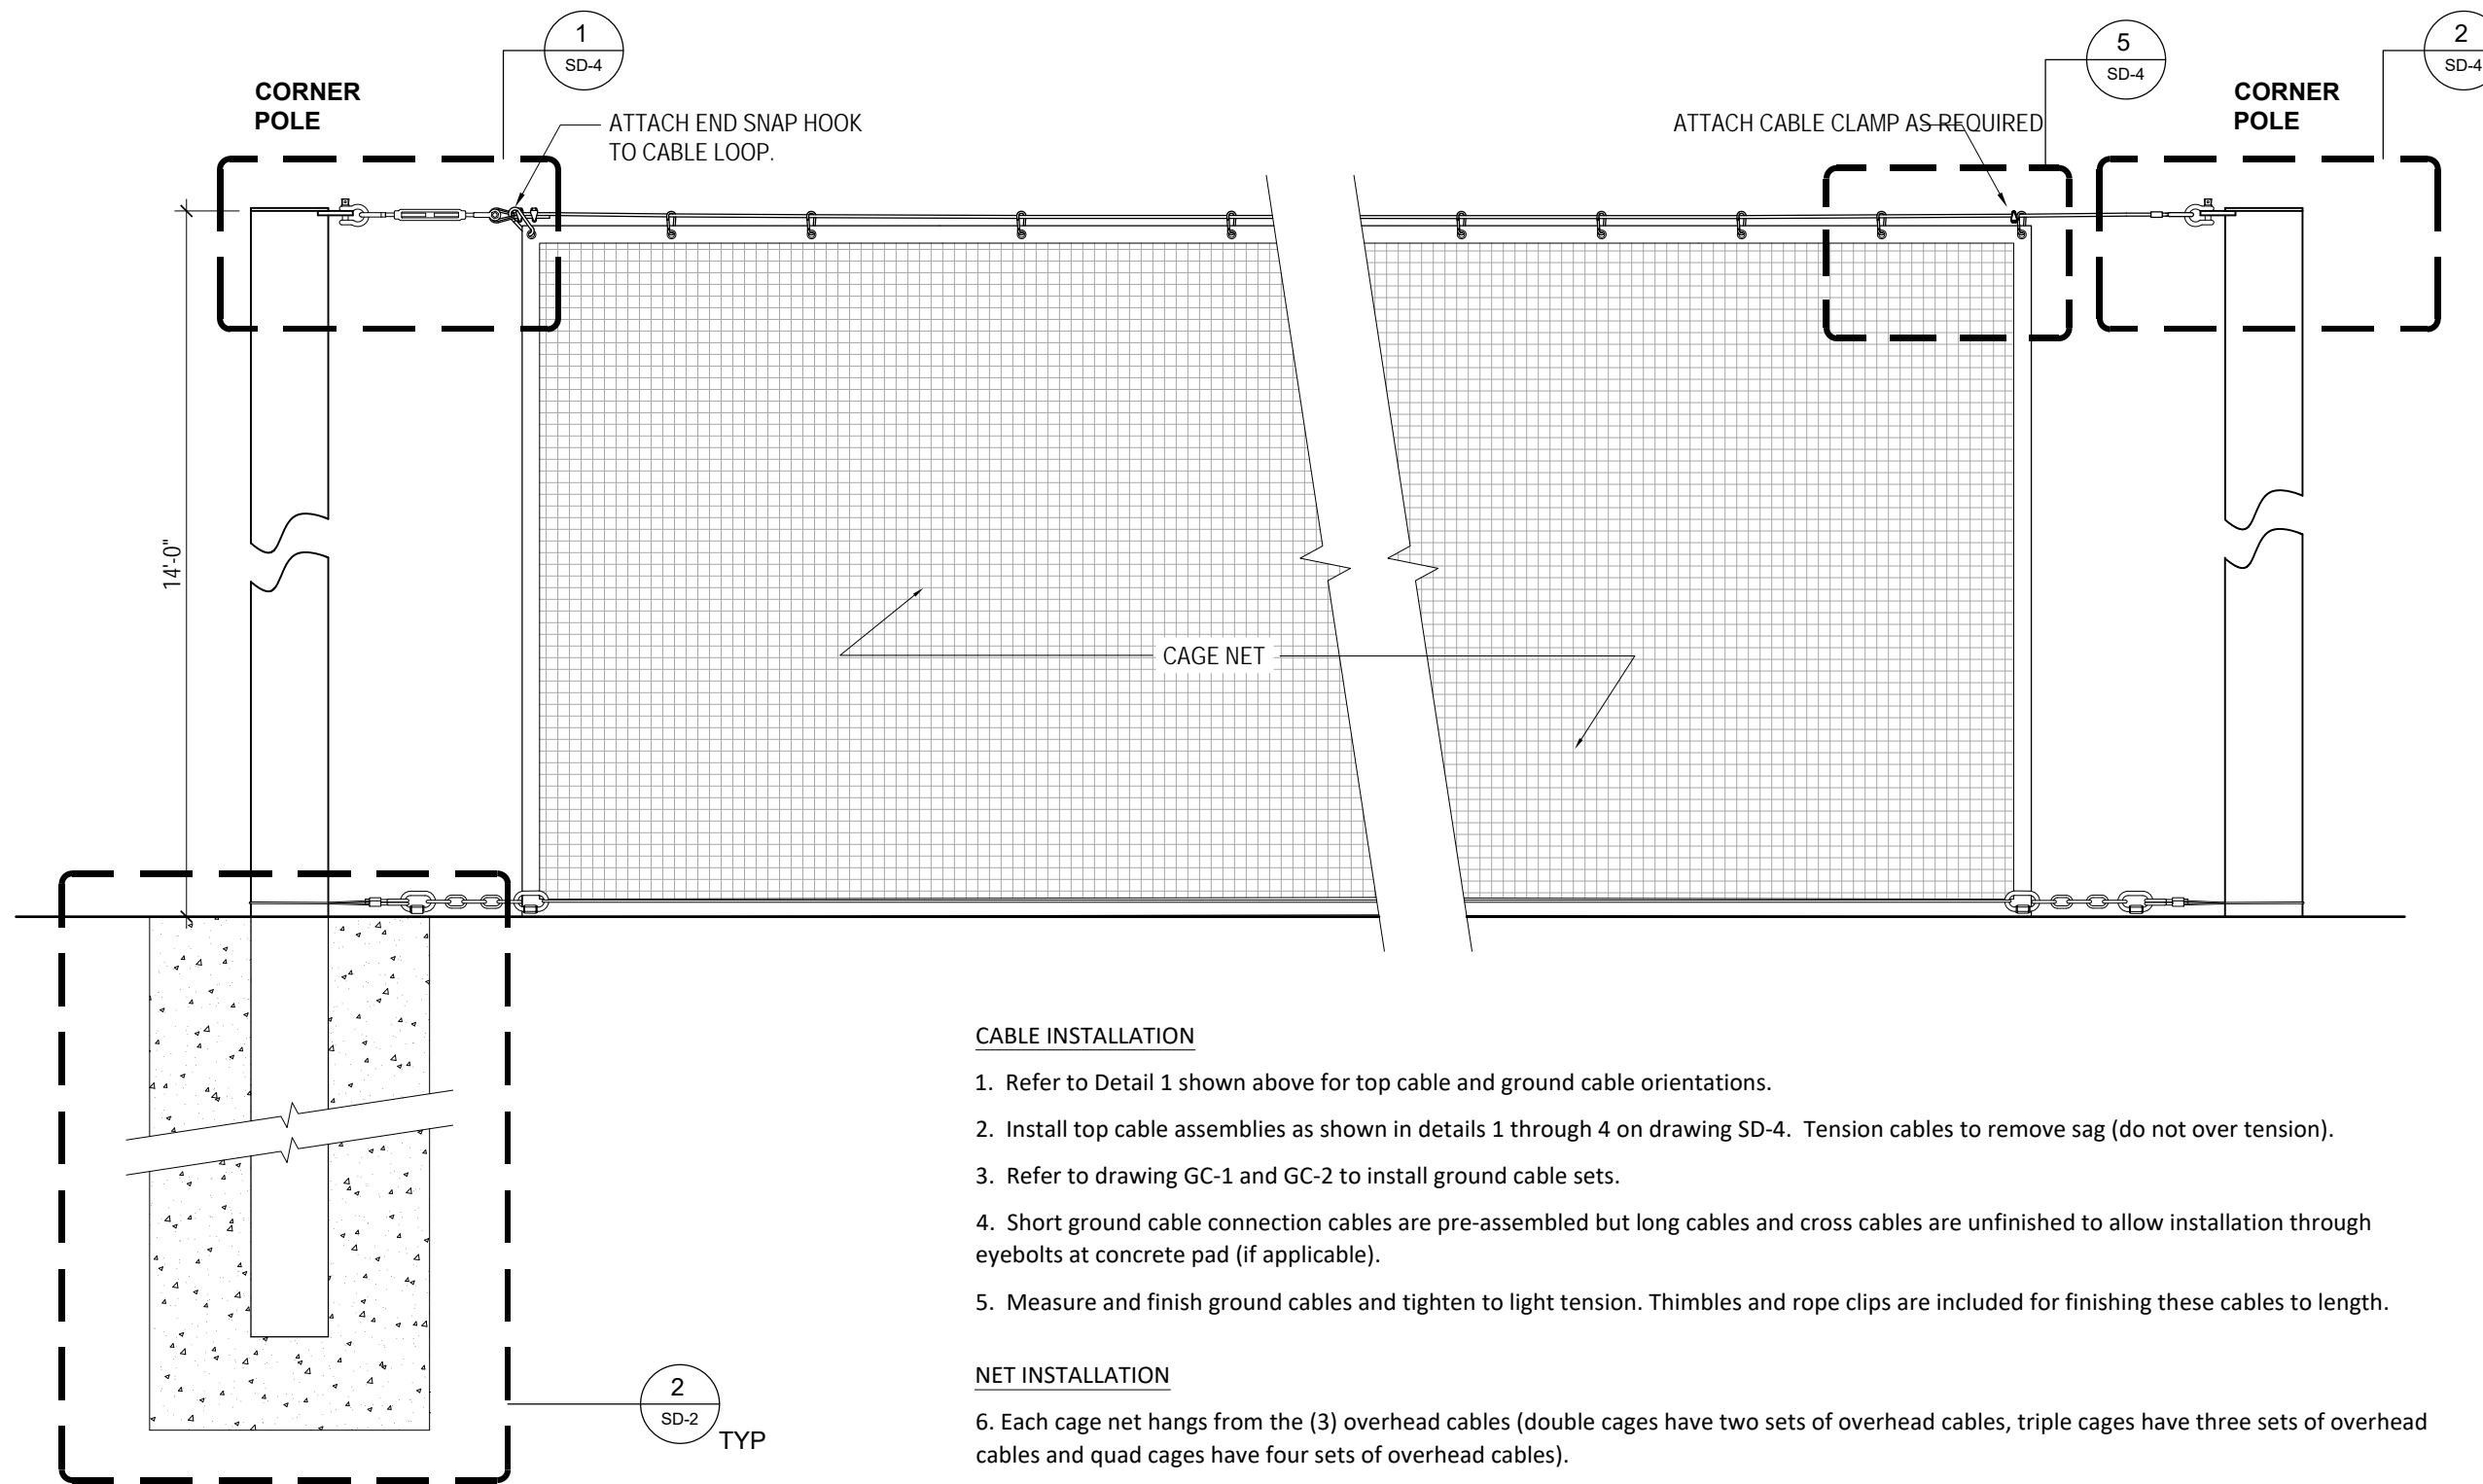 1
SD-4
5
SD-4
2
SD-4
CORNER
POLE
CORNER
POLE
ATTACH END SNAP HOOK
TO CABLE LOOP.
ATTACH CABLE CLAMP AS REQUIRED
14'-0"
CAGE NET
CABLE INSTALLATION
1. Refer to Detail 1 shown above for top cable and ground cable orientations.
2. Install top cable assemblies as shown in details 1 through 4 on drawing SD-4. Tension cables to remove sag (do not over tension).
3. Refer to drawing GC-1 and GC-2 to install ground cable sets.
4. Short ground cable connection cables are pre-assembled but long cables and cross cables are unfinished to allow installation through
eyebolts at concrete pad (if applicable).
5. Measure and finish ground cables and tighten to light tension. Thimbles and rope clips are included for finishing these cables to length.
NET INSTALLATION
6. Each cage net hangs from the (3) overhead cables (double cages have two sets of overhead cables, triple cages have three sets of overhead
cables and quad cages have four sets of overhead cables).
2
SD-2
TYP